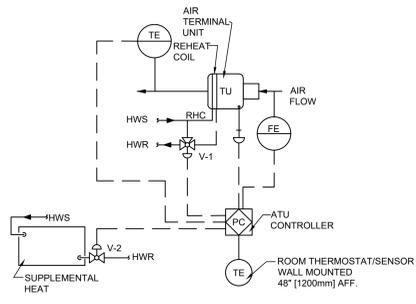 AIR
TERMINAL
UNIT
TE
REHEAT
COIL
TU
AIR
FLOW
HWS
RHC
FE
HWR
V-1
HWS
PC
ATU
CONTROLLER
V-2
HWR
TE
ROOM THERMOSTAT/SENSOR
WALL MOUNTED
48" [1200mm] AFF.
SUPPLEMENTAL
HEAT